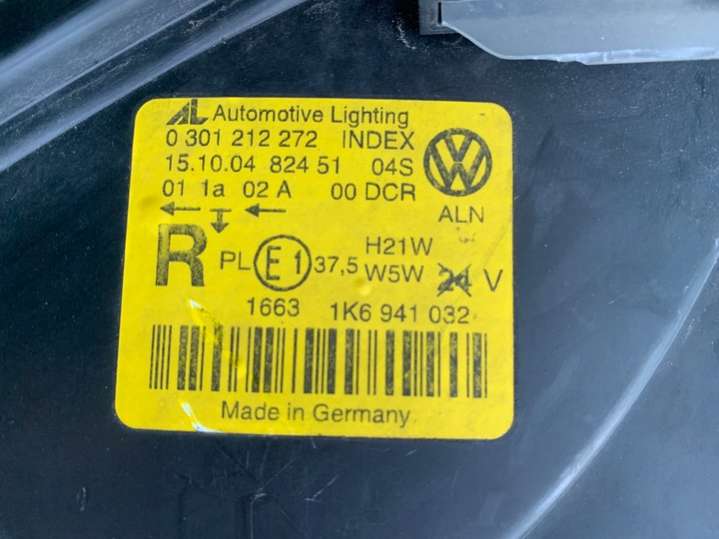 AL Automotive Lighting
0 301 212 272 INDEX
15.10.04 824 51 04S
01 1a 02 A 00 DCR
VW
ALN
R PL E1 37,5 H21W
W5W 24 V
1663 1K6 941 032
Made in Germany